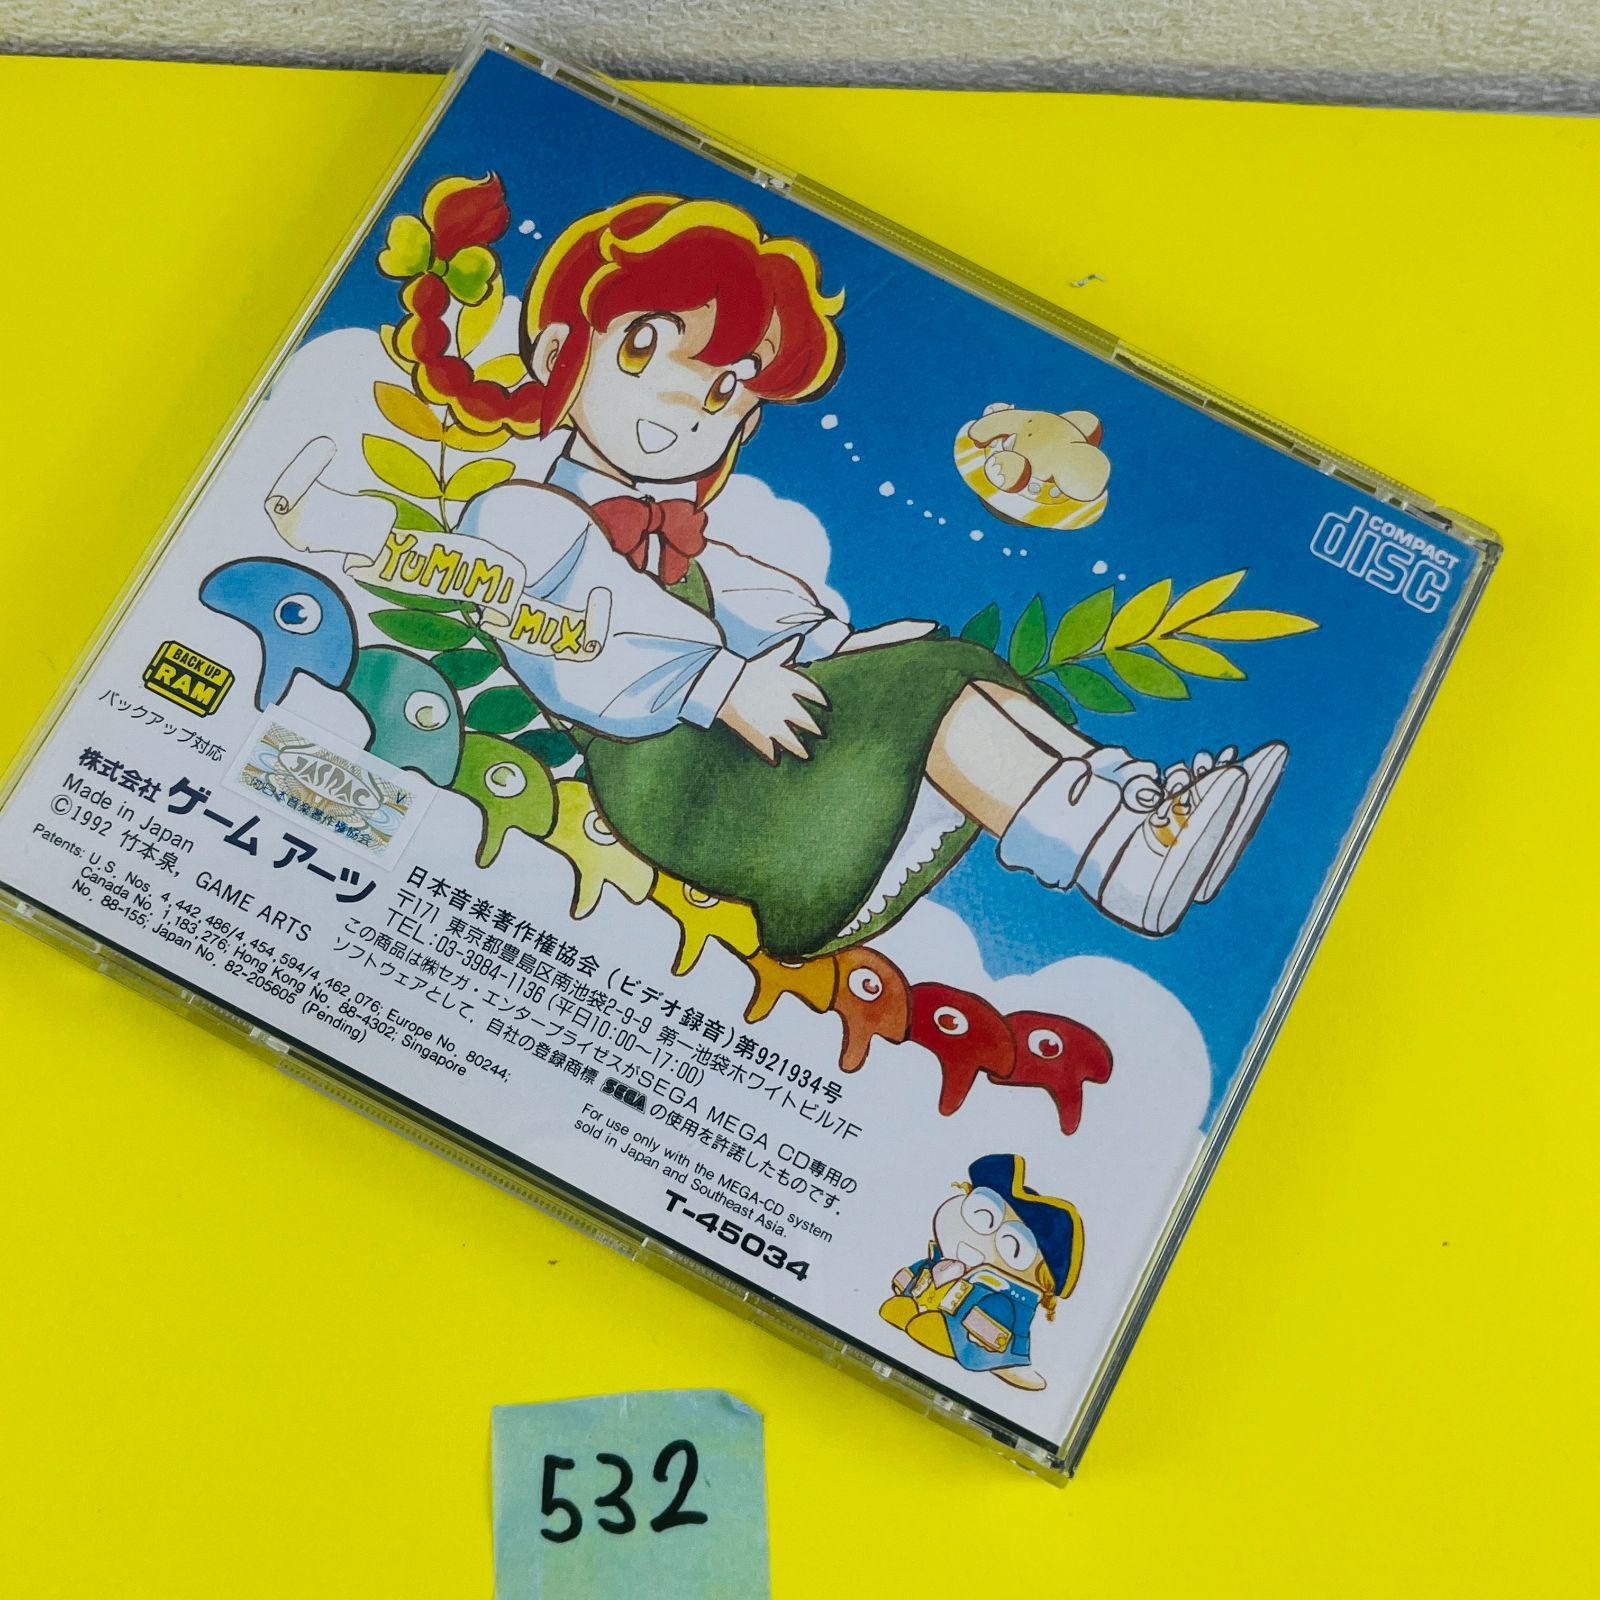 COMPACT
disc
YUMIMI
MIX
BACK UP
RAM
バックアップ対応
JASRAC
V
日本音楽著作権協会
株式会社 ゲーム アーツ
Made in Japan
©1992 竹本泉, GAME ARTS
Patents: U. S. Nos. 4, 442, 486/4, 454, 594/4, 462, 076; Europe No. 80244;
Canada No. 1,183,276; Hong Kong No. 88-4302; Singapore
No. 88-155; Japan No. 82-205605 (Pending)
日本音楽著作権協会 (ビデオ録音) 第921934号
〒171 東京都豊島区南池袋2-9-9 第一池袋ホワイトビル7F
TEL:03-3984-1136 (平日10:00〜17:00)
この商品は㈱セガ・エンタープライゼスがSEGA MEGA CD専用の
ソフトウェアとして、自社の登録商標 SEGA の使用を許諾したものです。
For use only with the MEGA-CD system
sold in Japan and Southeast Asia.
T-45034
532